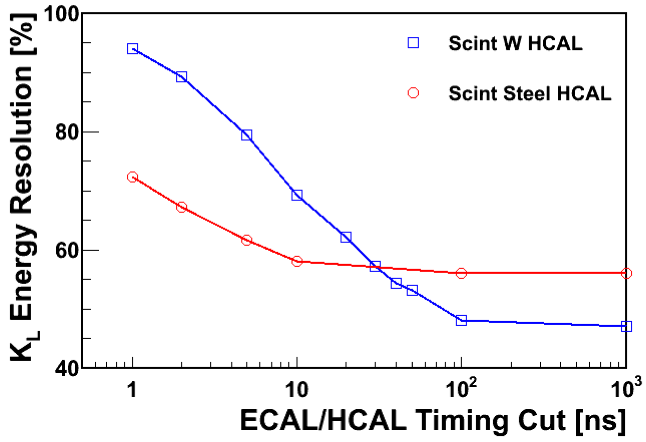 K_L Energy Resolution [%]
100
80
60
40
Scint W HCAL
Scint Steel HCAL
1 10 10² 10³
ECAL/HCAL Timing Cut [ns]